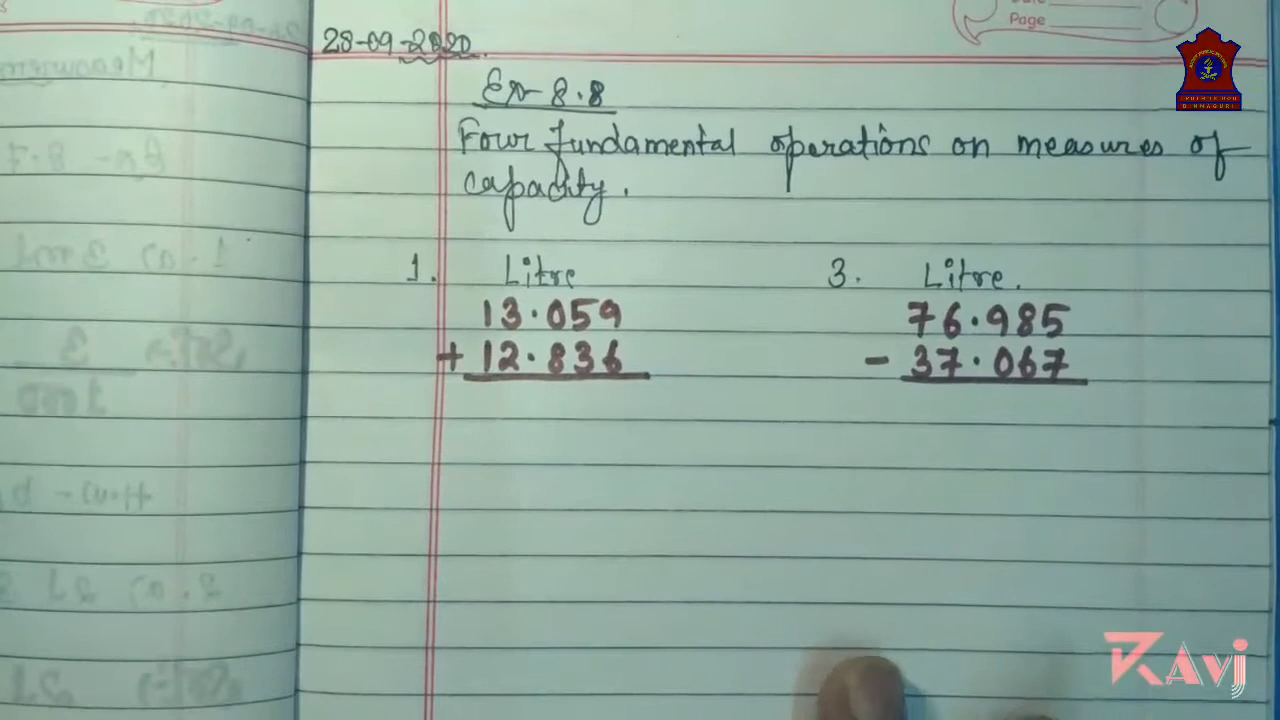 Page
28-09-2020.
Ex- 8.8
Four fundamental operations on measures of
capacity.
1. Litre
13.059
+ 12.836
3. Litre.
76.985
- 37.067
RAVJ